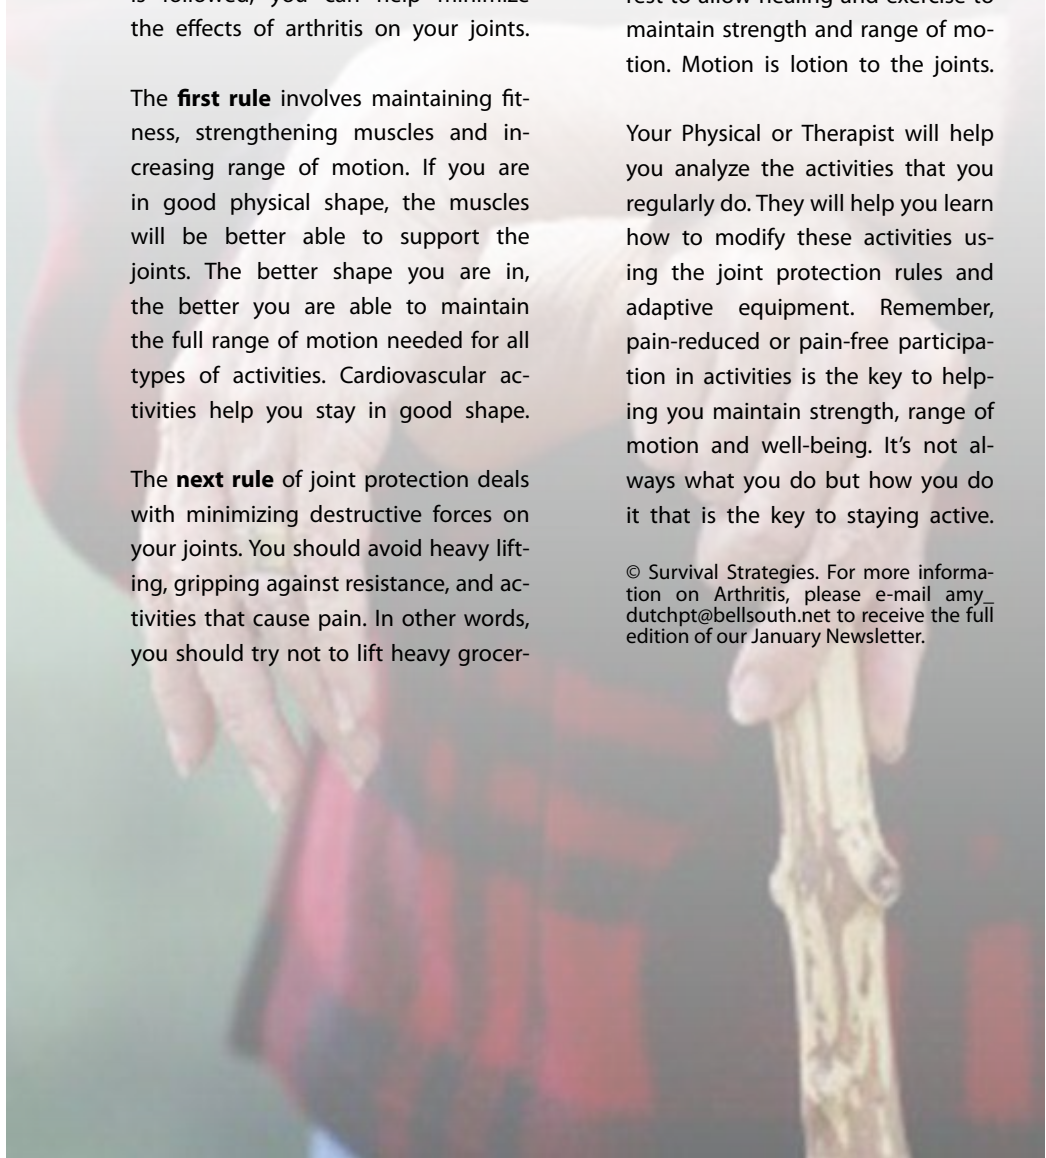 is followed, you can help minimize
the effects of arthritis on your joints.
The first rule involves maintaining fit-
ness, strengthening muscles and in-
creasing range of motion. If you are
in good physical shape, the muscles
will be better able to support the
joints. The better shape you are in,
the better you are able to maintain
the full range of motion needed for all
types of activities. Cardiovascular ac-
tivities help you stay in good shape.
The next rule of joint protection deals
with minimizing destructive forces on
your joints. You should avoid heavy lift-
ing, gripping against resistance, and ac-
tivities that cause pain. In other words,
you should try not to lift heavy grocer-
rest to allow healing and exercise to
maintain strength and range of mo-
tion. Motion is lotion to the joints.
Your Physical or Therapist will help
you analyze the activities that you
regularly do. They will help you learn
how to modify these activities us-
ing the joint protection rules and
adaptive equipment. Remember,
pain-reduced or pain-free participa-
tion in activities is the key to help-
ing you maintain strength, range of
motion and well-being. It’s not al-
ways what you do but how you do
it that is the key to staying active.
© Survival Strategies. For more informa-
tion on Arthritis, please e-mail amy_
dutchpt@bellsouth.net to receive the full
edition of our January Newsletter.